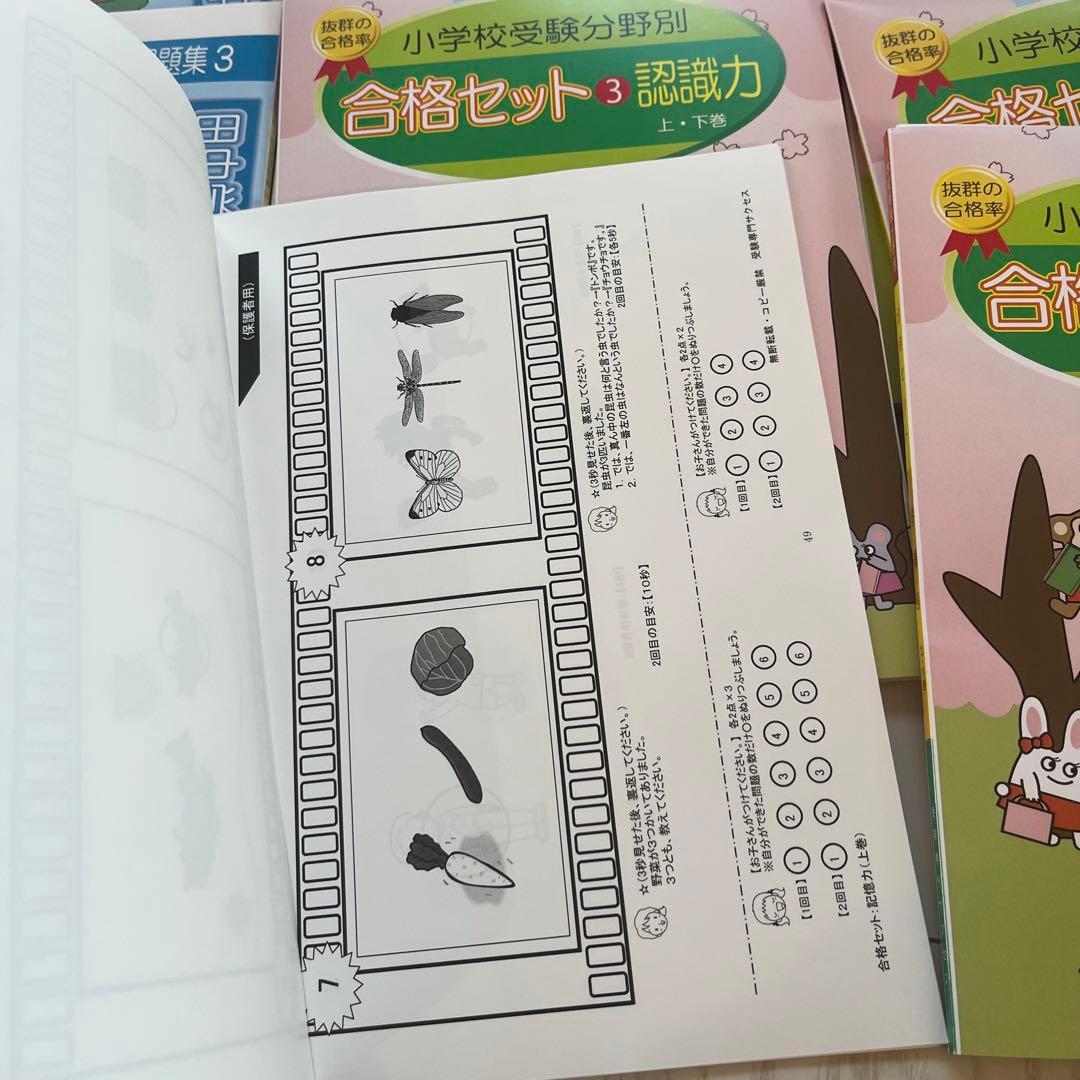 題集3
抜群の
合格率
小学校受験分野別
合格セット3認識力
上・下巻
抜群の
合格率
小学校
合格セ
抜群の
合格率
小
合格
(保護者用)
7
☆(3秒見せた後、裏返してください。)
野菜が3つかいてありました。
3つとも、教えてください。
2回目の目安:【10秒】
【お子さんがつけてください。】 各2点×3
※自分ができた問題の数だけ○をぬりつぶしましょう。
【1回目】 1 2 3 4 5 6
【2回目】 1 2 3 4 5 6
8
☆(3秒見せた後、裏返してください。)
昆虫が3匹いました。
1. では、真ん中の昆虫は何と言う虫でしたか?ー『トンボ』です。
2. では、一番左の虫はなんという虫でしたか?ー『チョウチョです。』
2回目の目安:【各5秒】
【お子さんがつけてください。】 各2点×2
※自分ができた問題の数だけ○をぬりつぶしましょう。
【1回目】 1 2 3 4
【2回目】 1 2 3 4
合格セット:記憶力(上巻)
49
無断転載・コピー厳禁 受験専門サクセス